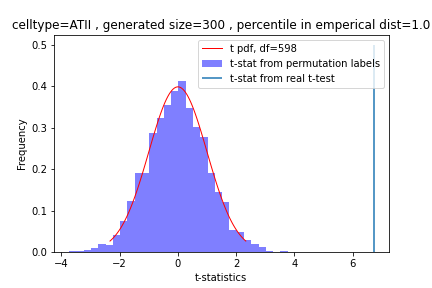 celltype=ATII , generated size=300 , percentile in emperical dist=1.0
t pdf, df=598
t-stat from permutation labels
t-stat from real t-test
Frequency
0.5
0.4
0.3
0.2
0.1
0.0
−4 −2 0 2 4 6
t-statistics